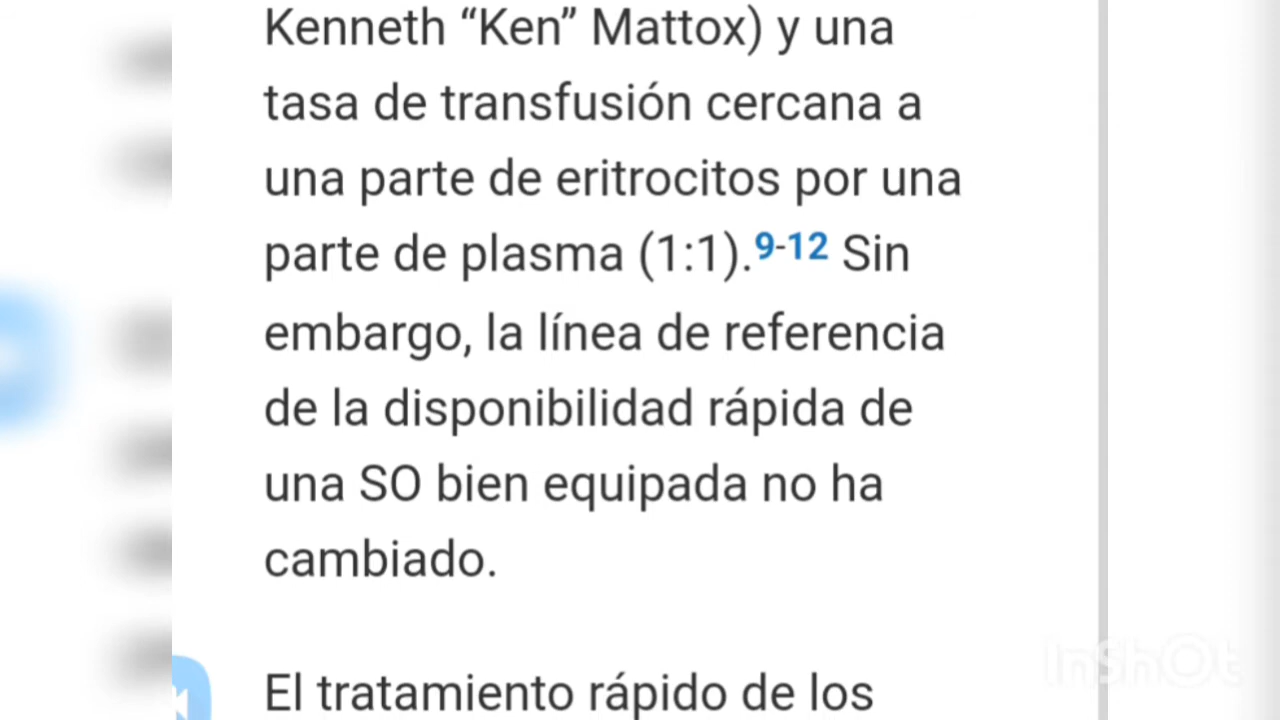 Kenneth “Ken” Mattox) y una
tasa de transfusión cercana a
una parte de eritrocitos por una
parte de plasma (1:1).9-12 Sin
embargo, la línea de referencia
de la disponibilidad rápida de
una SO bien equipada no ha
cambiado.
El tratamiento rápido de los
InShOt